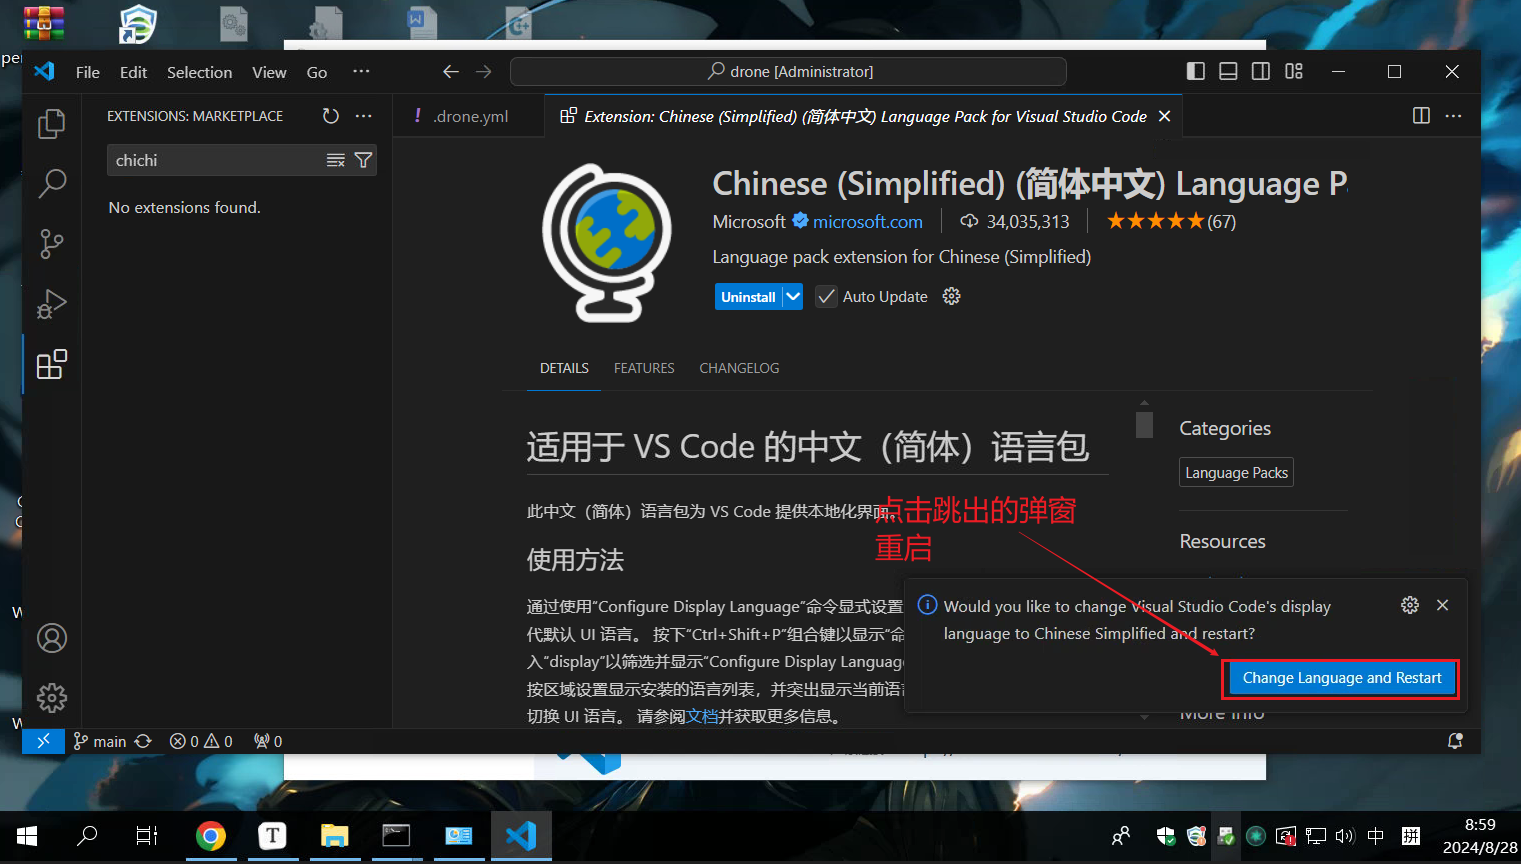 File Edit Selection View Go ···
drone [Administrator]
EXTENSIONS: MARKETPLACE
chichi
No extensions found.
! .drone.yml
Extension: Chinese (Simplified) (简体中文) Language Pack for Visual Studio Code
Chinese (Simplified) (简体中文) Language P
Microsoft microsoft.com 34,035,313 ★★★★★(67)
Language pack extension for Chinese (Simplified)
Uninstall Auto Update
DETAILS FEATURES CHANGELOG
适用于 VS Code 的中文（简体）语言包
此中文（简体）语言包为 VS Code 提供本地化界面。
使用方法
通过使用“Configure Display Language”命令显式设置
代默认 UI 语言。 按下“Ctrl+Shift+P”组合键以显示“命
入“display”以筛选并显示“Configure Display Languag
按区域设置显示安装的语言列表，并突出显示当前语
切换 UI 语言。 请参阅文档并获取更多信息。
Categories
Language Packs
Resources
More Info
点击跳出的弹窗
重启
Would you like to change Visual Studio Code's display
language to Chinese Simplified and restart?
Change Language and Restart
main 0 0 0
中 拼
8:59
2024/8/28